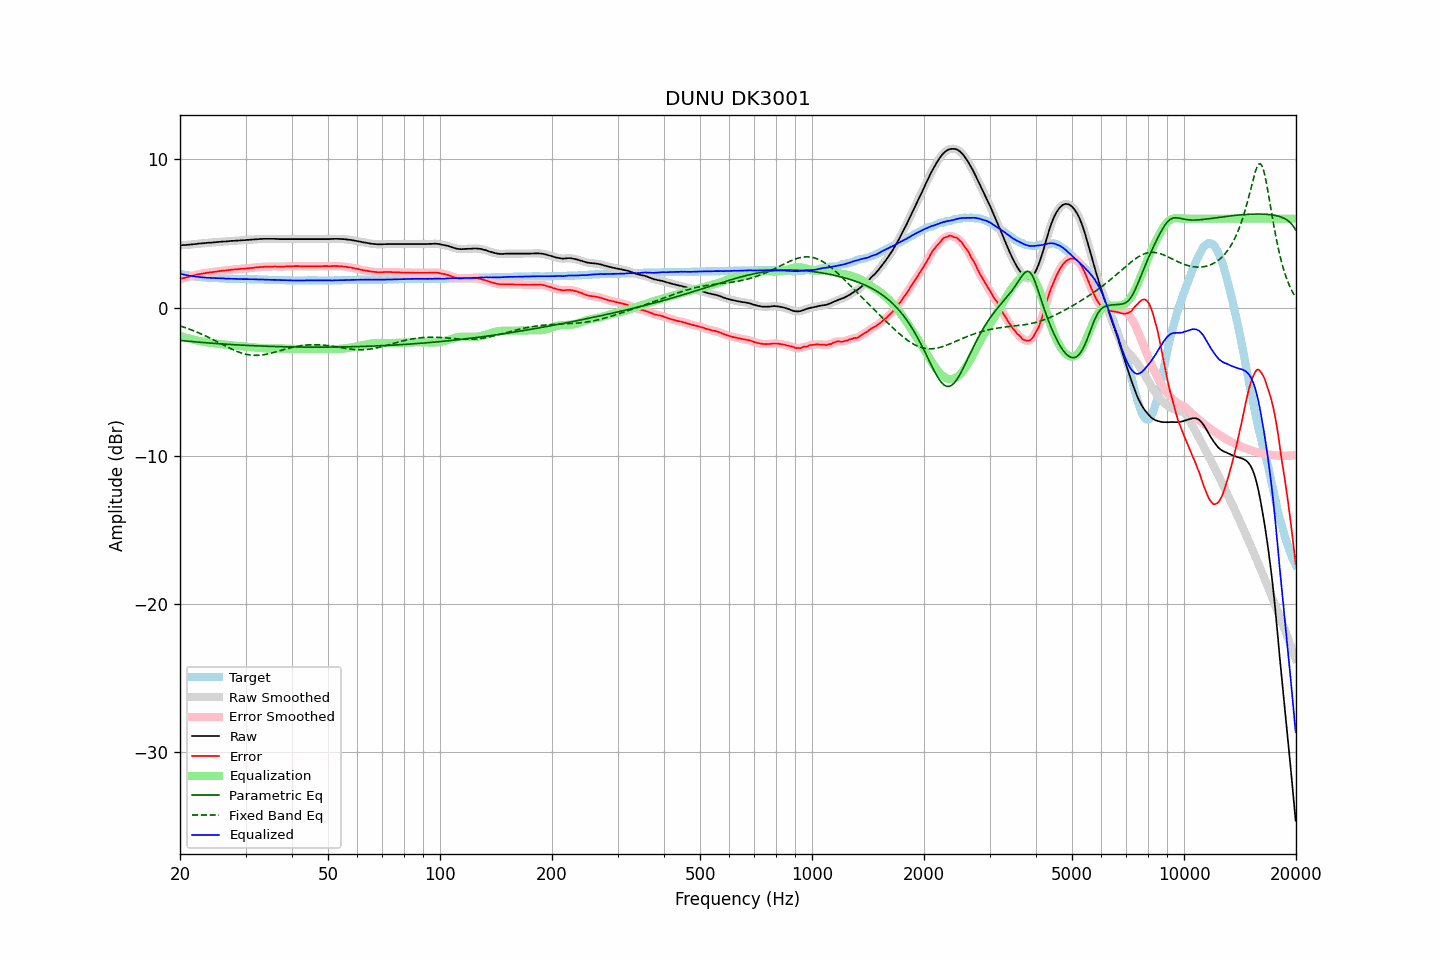 DUNU DK3001
Amplitude (dBr)
10
0
−10
−20
−30
Target
Raw Smoothed
Error Smoothed
Raw
Error
Equalization
Parametric Eq
Fixed Band Eq
Equalized
20 50 100 200 500 1000 2000 5000 10000 20000
Frequency (Hz)